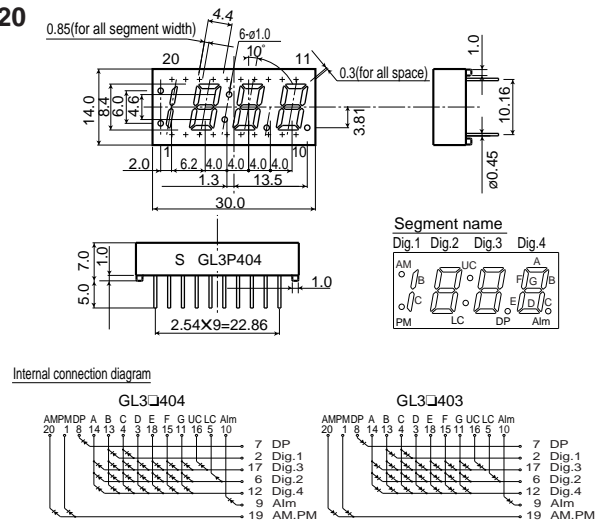 20
4.4
0.85(for all segment width)
6-ø1.0
10°
20
11
0.3(for all space)
1.0
14.0
8.4
6.0
4.6
3.81
10.16
1
10
2.0
6.2
4.0
4.0
4.0
4.0
1.3
13.5
30.0
ø0.45
7.0
1.0
5.0
S GL3P404
1.0
2.54×9=22.86
Segment name
Dig.1 Dig.2 Dig.3 Dig.4
AM
UC
A
B
F
G
B
C
E
D
C
PM
LC
DP
Alm
Internal connection diagram
GL3□404
AM PM DP A B C D E F G UC LC Alm
20 1 8 14 13 4 3 18 15 11 16 5 10
7 DP
2 Dig.1
17 Dig.3
6 Dig.2
12 Dig.4
9 Alm
19 AM.PM
GL3□403
AM PM DP A B C D E F G UC LC Alm
20 1 8 14 13 4 3 18 15 11 16 5 10
7 DP
2 Dig.1
17 Dig.3
6 Dig.2
12 Dig.4
9 Alm
19 AM.PM